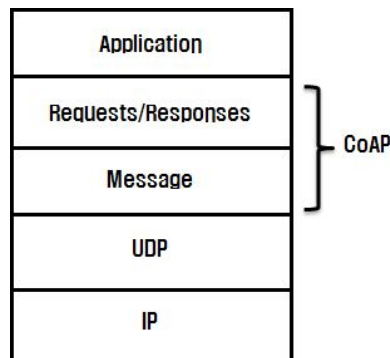 Application
Requests/Responses
CoAP
Message
UDP
IP